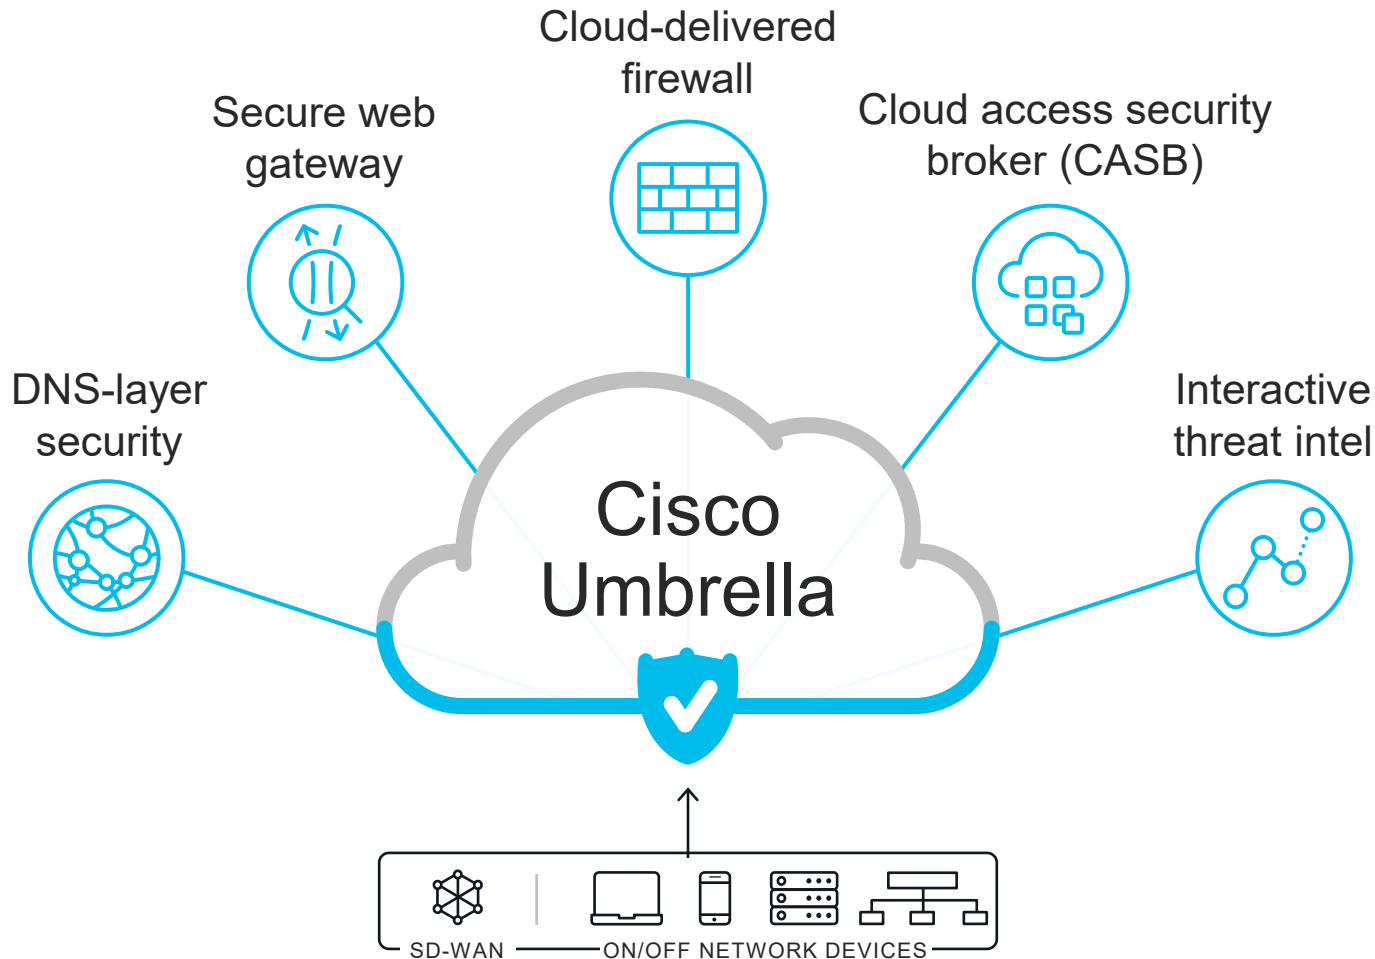 Cloud-delivered
firewall
Secure web
gateway
Cloud access security
broker (CASB)
DNS-layer
security
Interactive
threat intel
Cisco
Umbrella
SD-WAN
ON/OFF NETWORK DEVICES